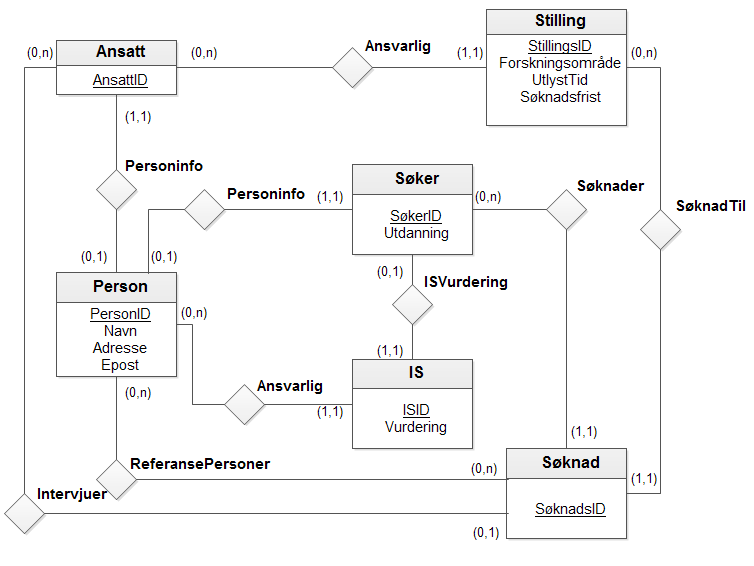 Stilling
(0,n)
Ansatt
(0,n)
Ansvarlig
(1,1)
StillingsID
(0,n)
Forskningsområde
AnsattID
UtlystTid
Søknadsfrist
(1,1)
Personinfo
Personinfo
(1,1)
Søker
(0,n)
Søknader
SøkerID
Utdanning
SøknadTil
(0,1)
(0,1)
(0,1)
ISVurdering
Person
PersonID
(0,n)
Navn
Adresse
Epost
(1,1)
IS
(0,n)
Ansvarlig
(1,1)
ISID
Vurdering
(1,1)
ReferansePersoner
(0,n)
Søknad
(1,1)
Intervjuer
SøknadsID
(0,1)